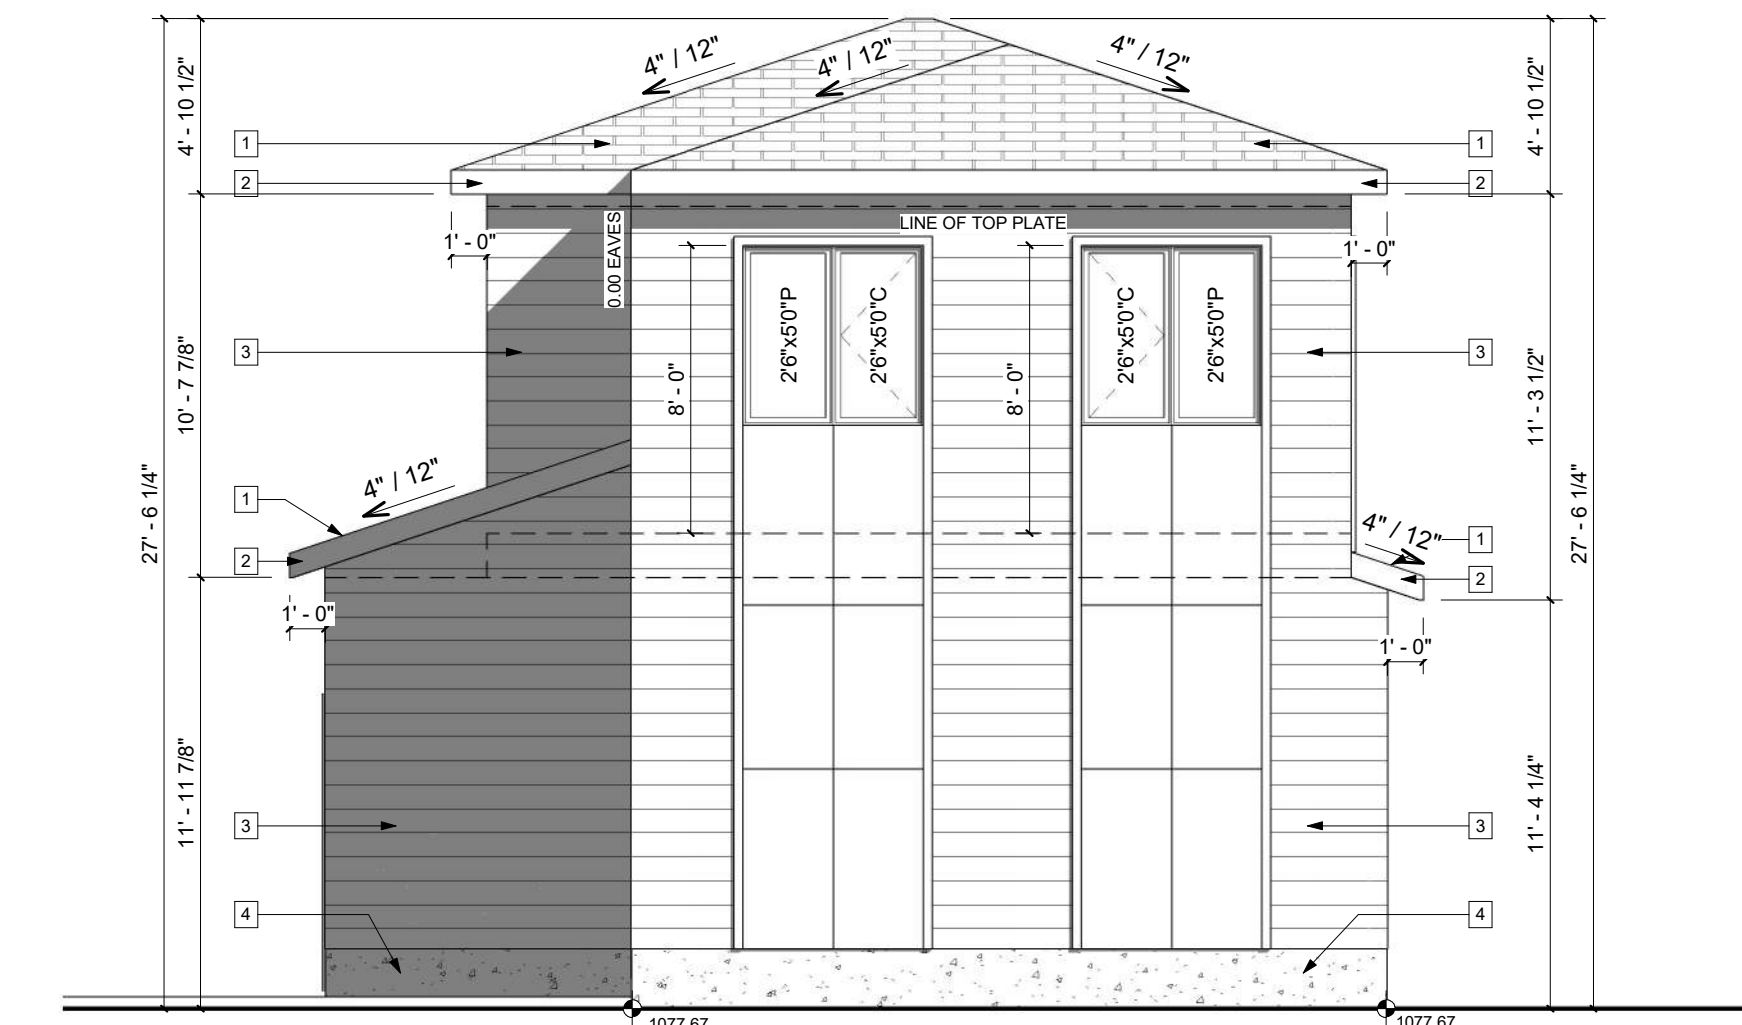 4" / 12"
4" / 12"
4" / 12"
4' - 10 1/2"
4' - 10 1/2"
1
1
2
2
0.00 EAVES
LINE OF TOP PLATE
1' - 0"
1' - 0"
2'6"x5'0"P
2'6"x5'0"C
2'6"x5'0"C
2'6"x5'0"P
3
3
10' - 7 7/8"
8' - 0"
8' - 0"
11' - 3 1/2"
4" / 12"
27' - 6 1/4"
27' - 6 1/4"
1
4" / 12"
1
2
2
1' - 0"
1' - 0"
11' - 11 7/8"
11' - 4 1/4"
3
3
4
4
1077.67
1077.67